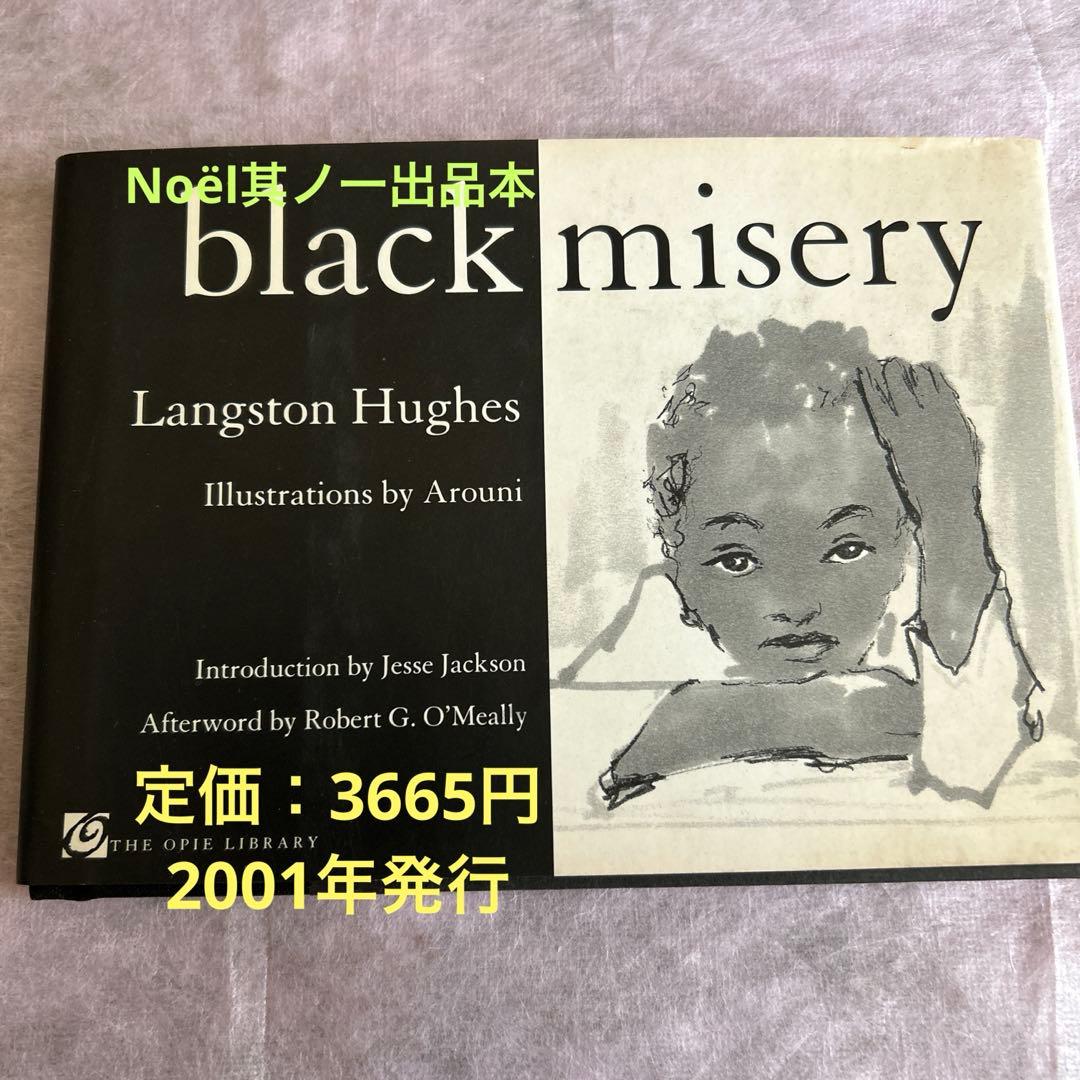 Noël其ノ一出品本
black misery
Langston Hughes
Illustrations by Arouni
Introduction by Jesse Jackson
Afterword by Robert G. O'Meally
定価：3665円
THE OPIE LIBRARY
2001年発行